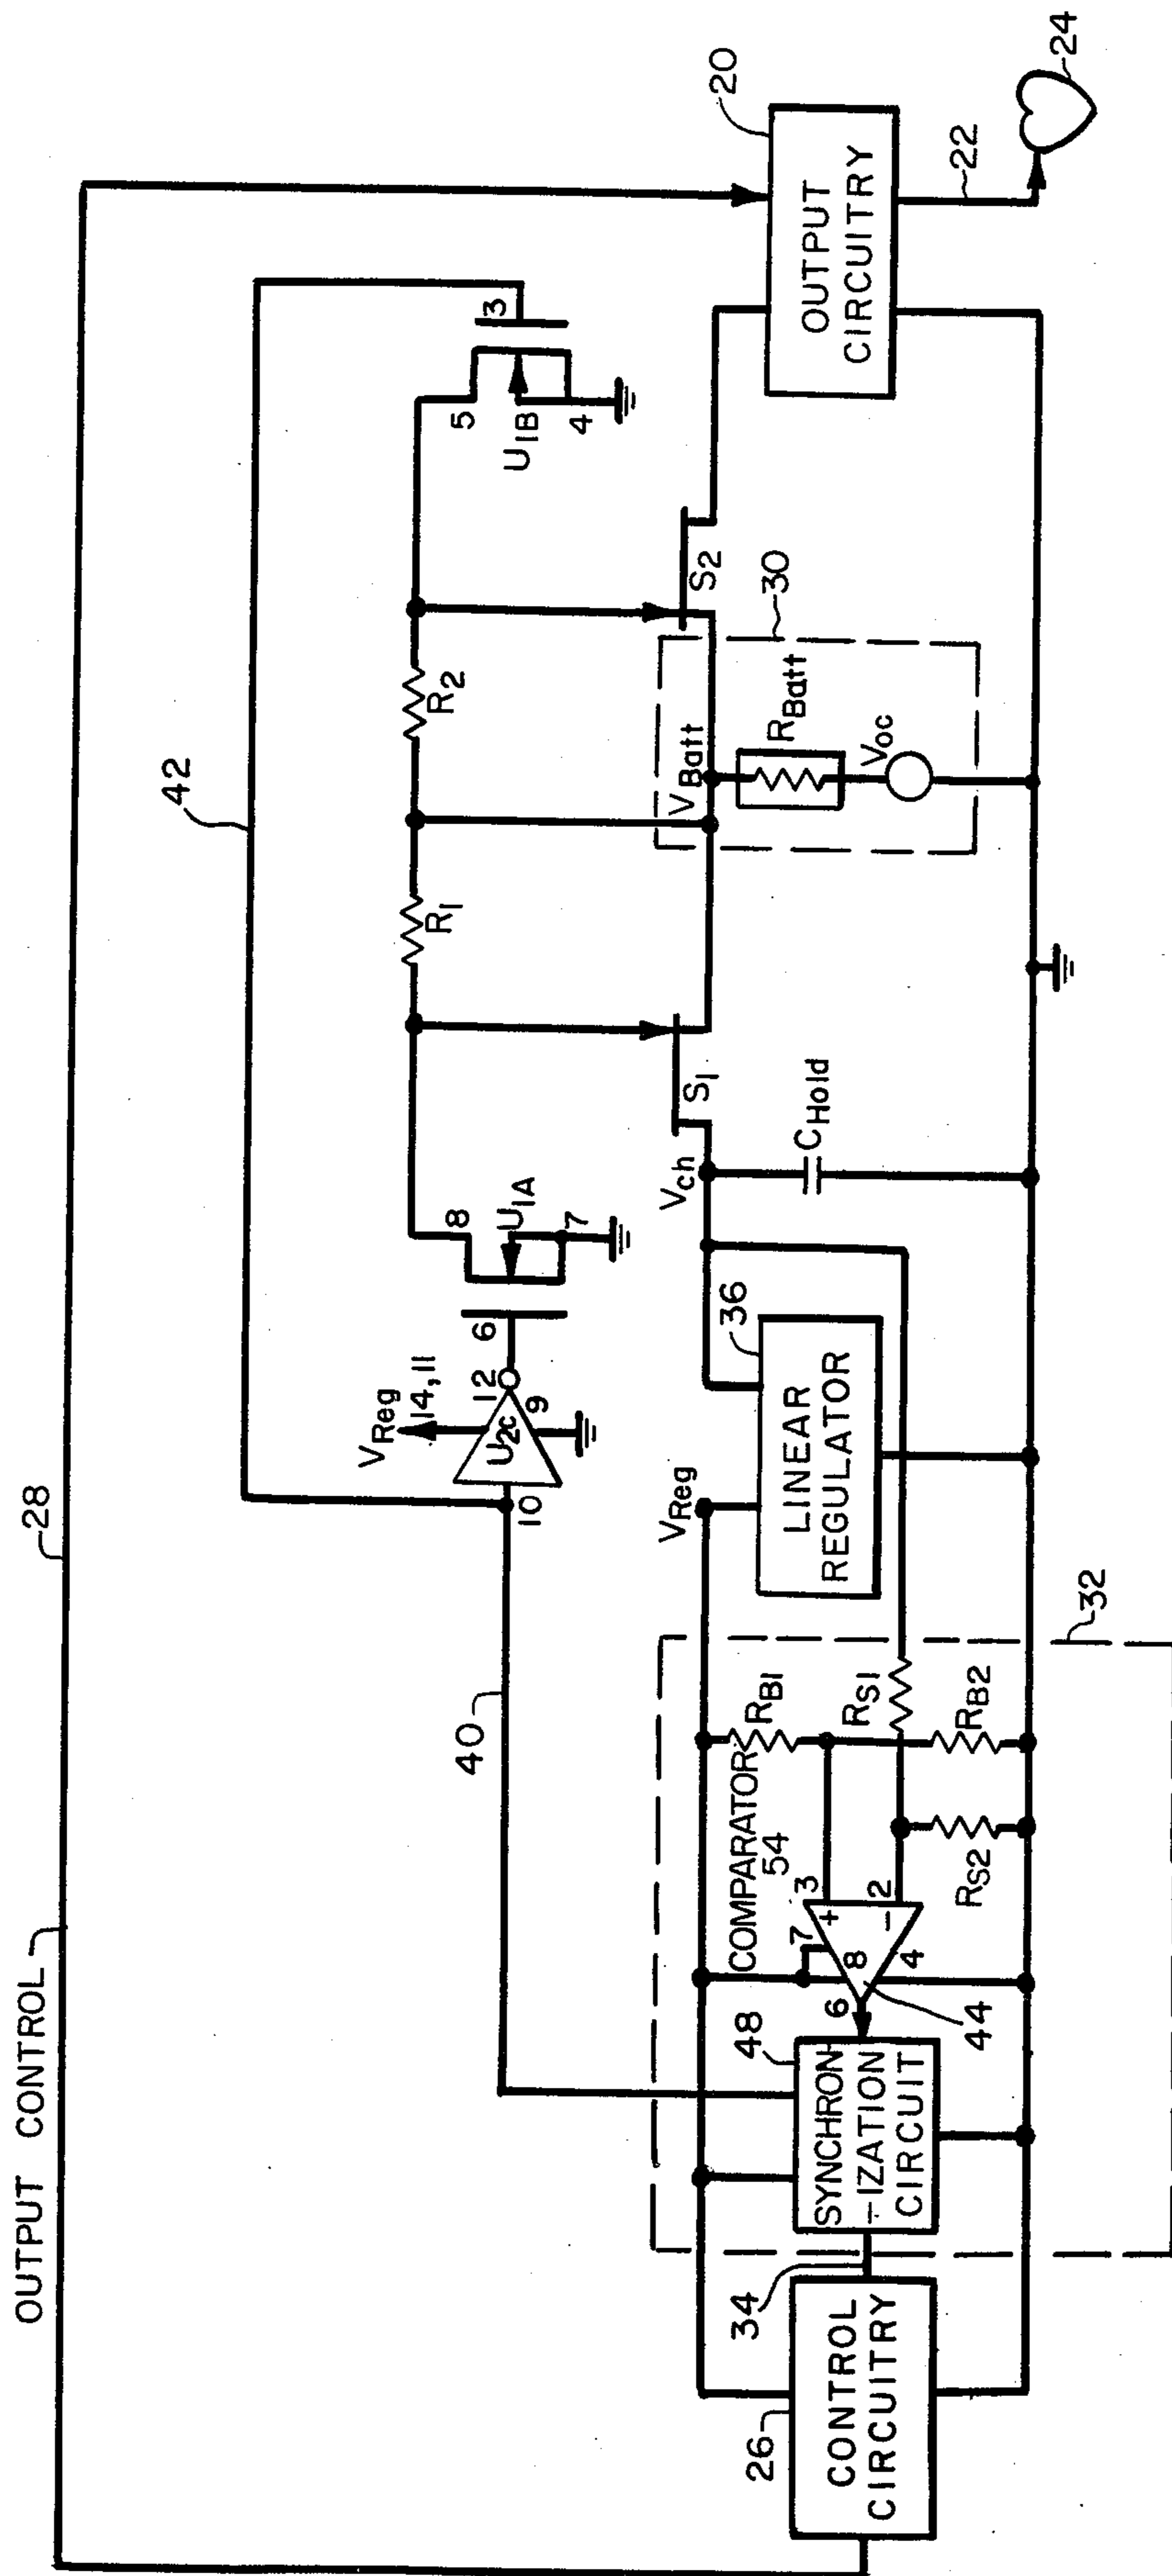 OUTPUT CONTROL
28
42
40
VReg
14,11
10
U2c
12
9
6
8
U1A
7
R1
R2
5
3
U1B
4
20
OUTPUT
CIRCUITRY
22
24
S1
S2
30
VBatt
RBatt
Voc
Vch
CHold
36
LINEAR
REGULATOR
VReg
32
RB1
RS1
RB2
RS2
COMPARATOR
54
3
+
2
−
7
8
4
6
44
48
SYNCHRON-
-IZATION
CIRCUIT
34
26
CONTROL
CIRCUITRY